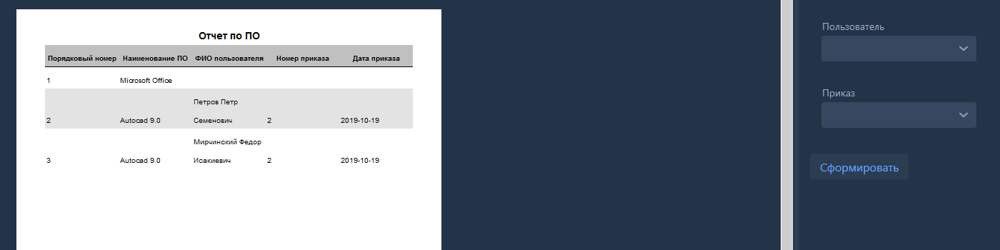 Отчет по ПО
Порядковый номер Наименование ПО ФИО пользователя Номер приказа Дата приказа
1 Microsoft Office
Петров Петр
2 Autocad 9.0 Семенович 2 2019-10-19
Мирчинский Федор
3 Autocad 9.0 Исакиевич 2 2019-10-19
Пользователь
Приказ
Сформировать